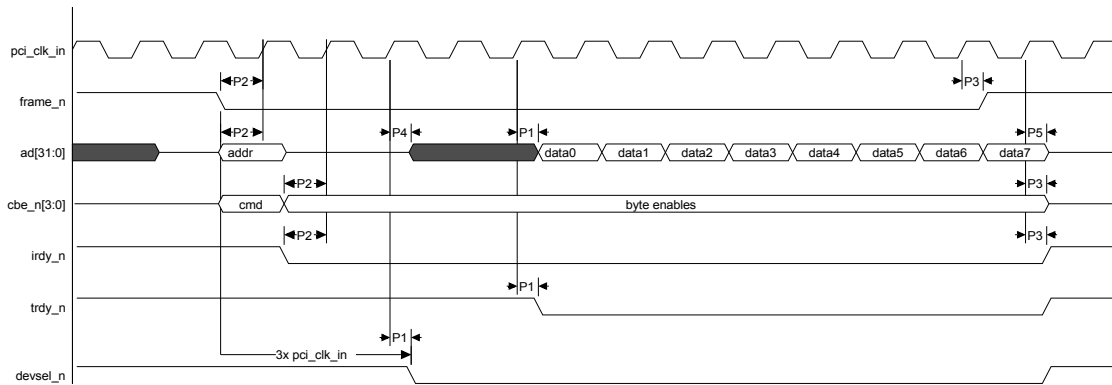 pci_clk_in
P2 P3
frame_n
P2 P4 P1 P5
ad[31:0] addr data0 data1 data2 data3 data4 data5 data6 data7
P2 P3
cbe_n[3:0] cmd byte enables
P2 P3
irdy_n
P1
trdy_n
P1
3x pci_clk_in
devsel_n